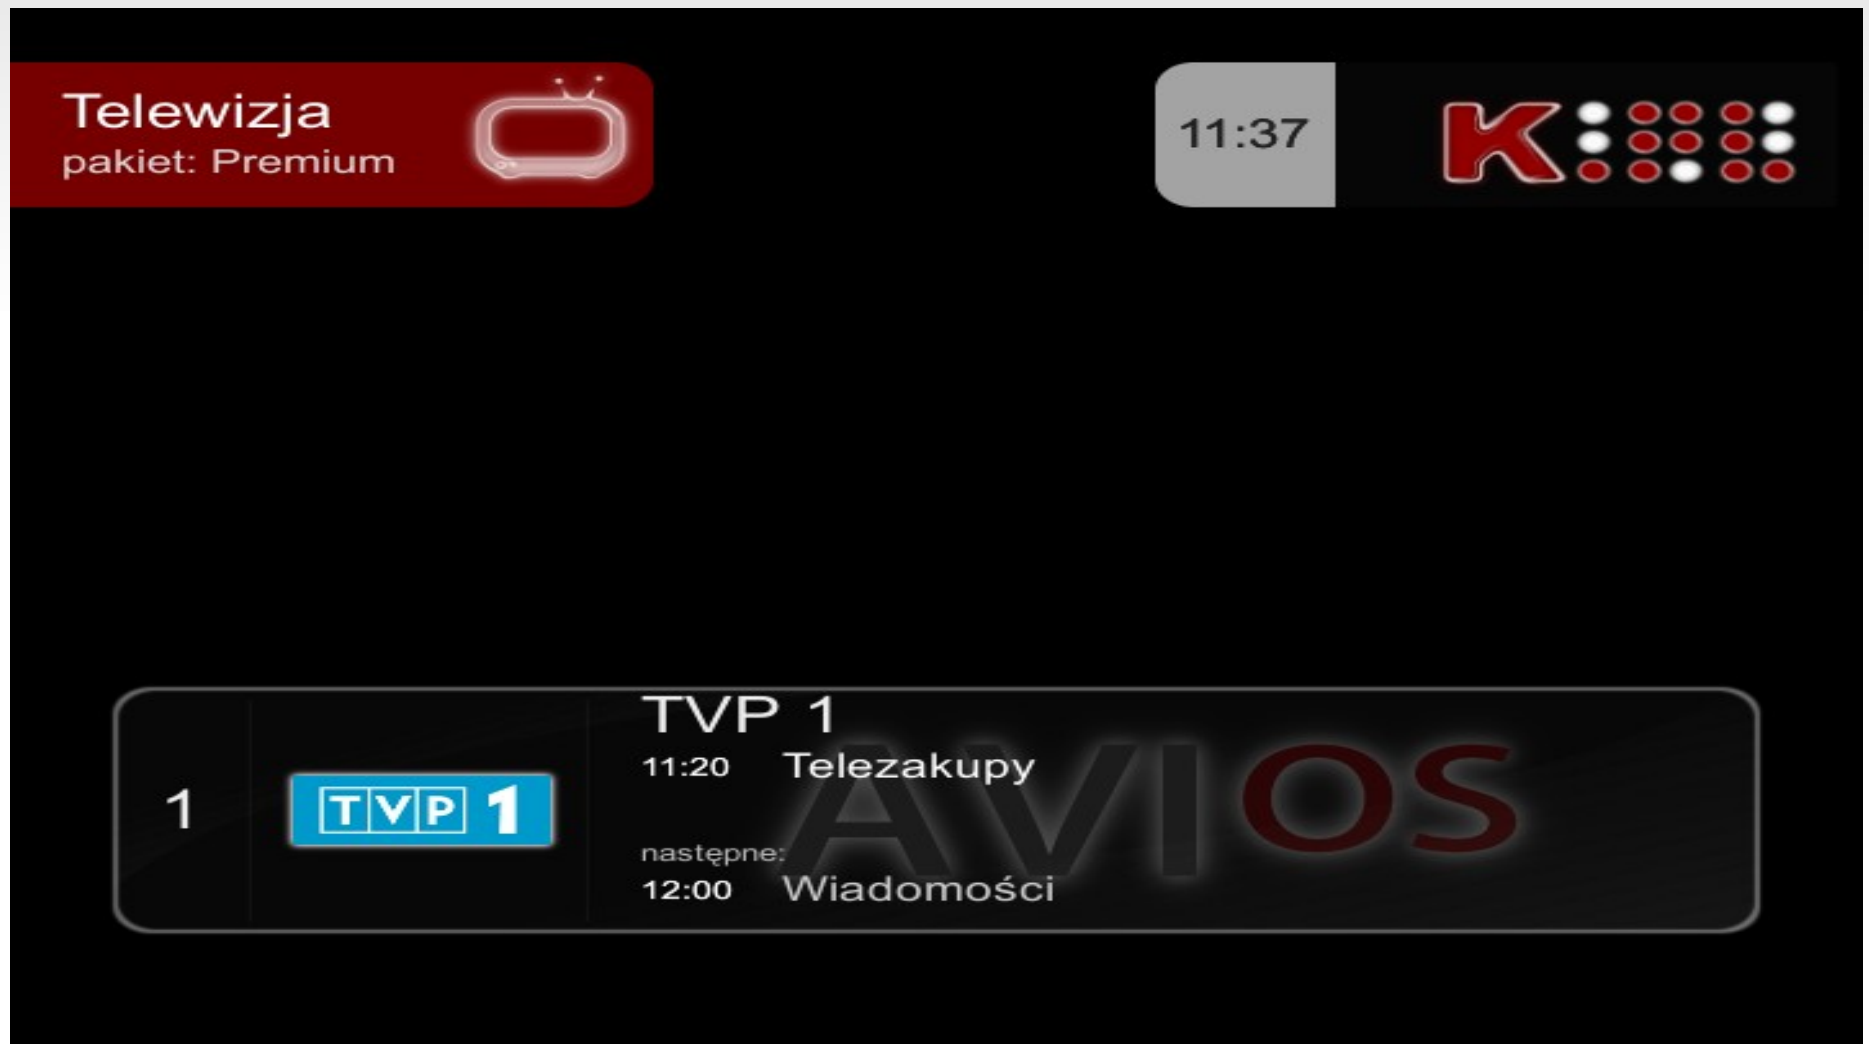 Telewizja
pakiet: Premium
11:37
K
TVP 1
11:20 Telezakupy
1
TVP 1
AVIOS
następne:
12:00 Wiadomości